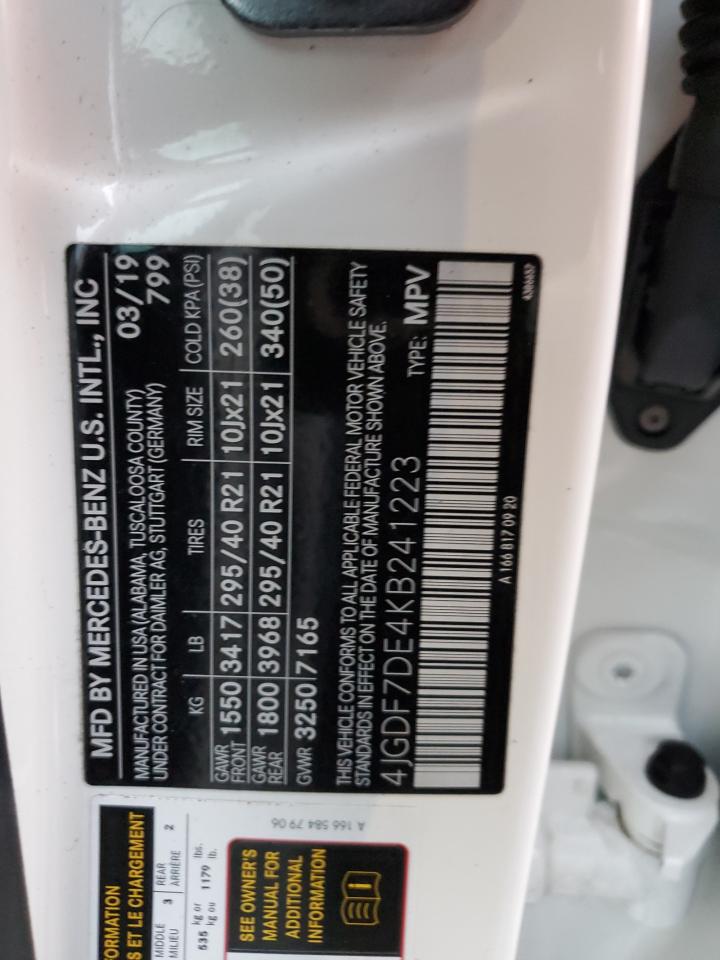 MFD BY MERCEDES-BENZ U.S. INTL., INC
MANUFACTURED IN USA (ALABAMA, TUSCALOOSA COUNTY) 03/19
UNDER CONTRACT FOR DAIMLER AG, STUTTGART (GERMANY) 799
KG LB TIRES RIM SIZE COLD KPA (PSI)
GAWR FRONT 1550 3417 295/40 R21 10Jx21 260(38)
GAWR REAR 1800 3968 295/40 R21 10Jx21 340(50)
GVWR 3250 7165
THIS VEHICLE CONFORMS TO ALL APPLICABLE FEDERAL MOTOR VEHICLE SAFETY
STANDARDS IN EFFECT ON THE DATE OF MANUFACTURE SHOWN ABOVE.
4JGDF7DE4KB241223 TYPE: MPV
A 166 817 09 20
A 166 584 79 06
ORMATION
S ET LE CHARGEMENT
MIDDLE 3 REAR 2
MILIEU ARRIÈRE
535 kg or 1179 lbs.
kg ou lb.
SEE OWNER'S
MANUAL FOR
ADDITIONAL
INFORMATION